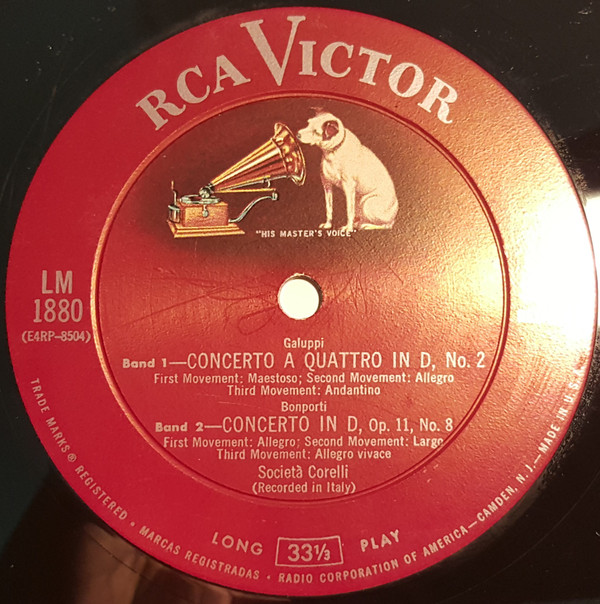 RCA VICTOR
"HIS MASTER'S VOICE"
LM
1880
(E4RP-8504)
Galuppi
Band 1—CONCERTO A QUATTRO IN D, No. 2
First Movement: Maestoso; Second Movement: Allegro
Third Movement: Andantino
Bonporti
Band 2—CONCERTO IN D, Op. 11, No. 8
First Movement: Allegro; Second Movement: Largo
Third Movement: Allegro vivace
Società Corelli
(Recorded in Italy)
LONG 33⅓ PLAY
TRADE MARKS ® REGISTERED • MARCAS REGISTRADAS • RADIO CORPORATION OF AMERICA—CAMDEN, N. J.—MADE IN U.S.A.